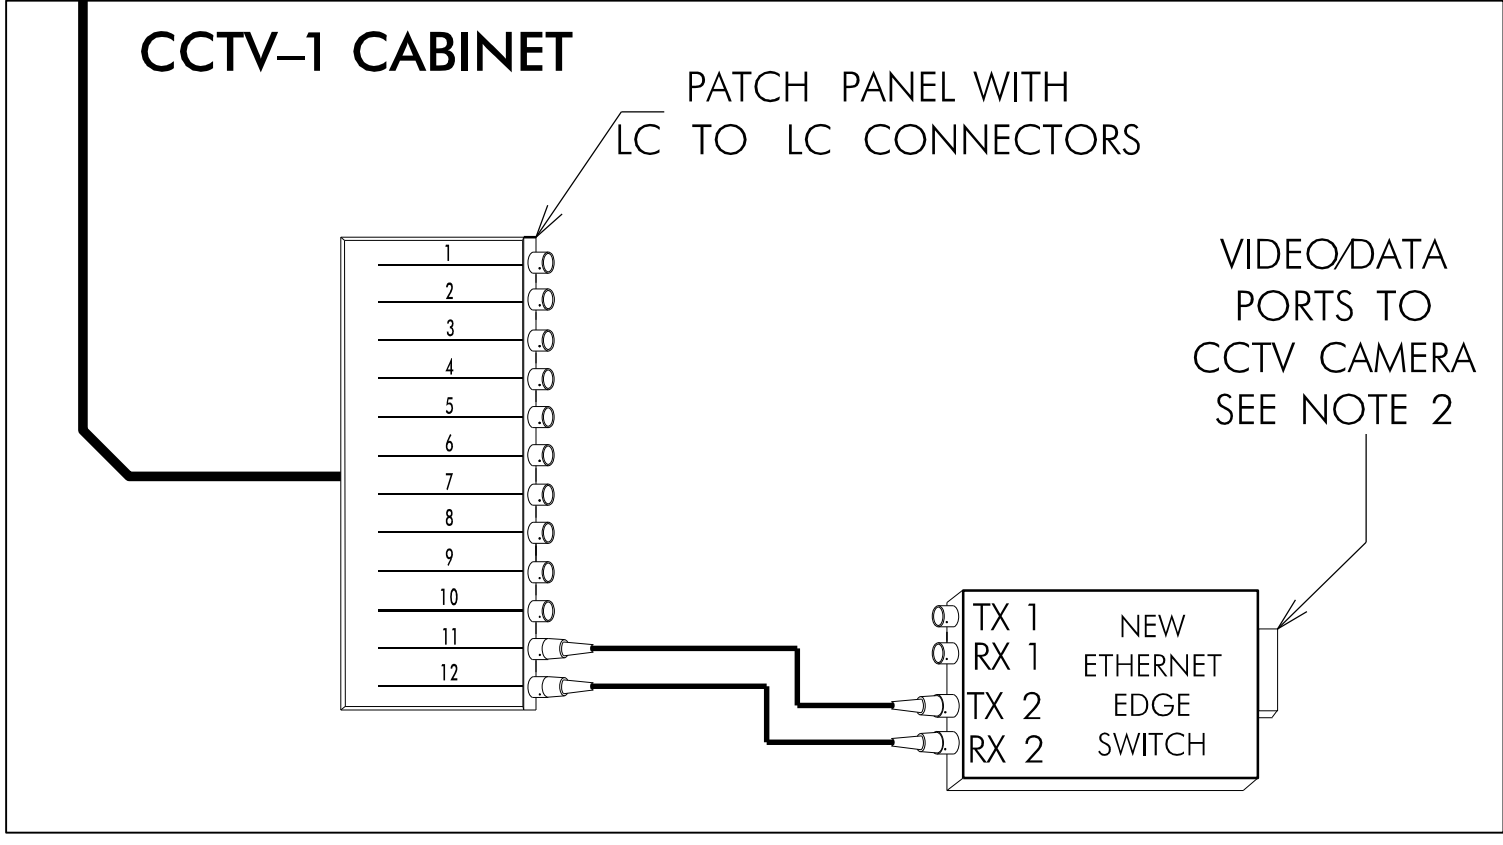 CCTV–1 CABINET
PATCH PANEL WITH
LC TO LC CONNECTORS
VIDEO/DATA
PORTS TO
CCTV CAMERA
SEE NOTE 2
1
2
3
4
5
6
7
8
9
10
11
12
TX 1
RX 1
TX 2
RX 2
NEW
ETHERNET
EDGE
SWITCH